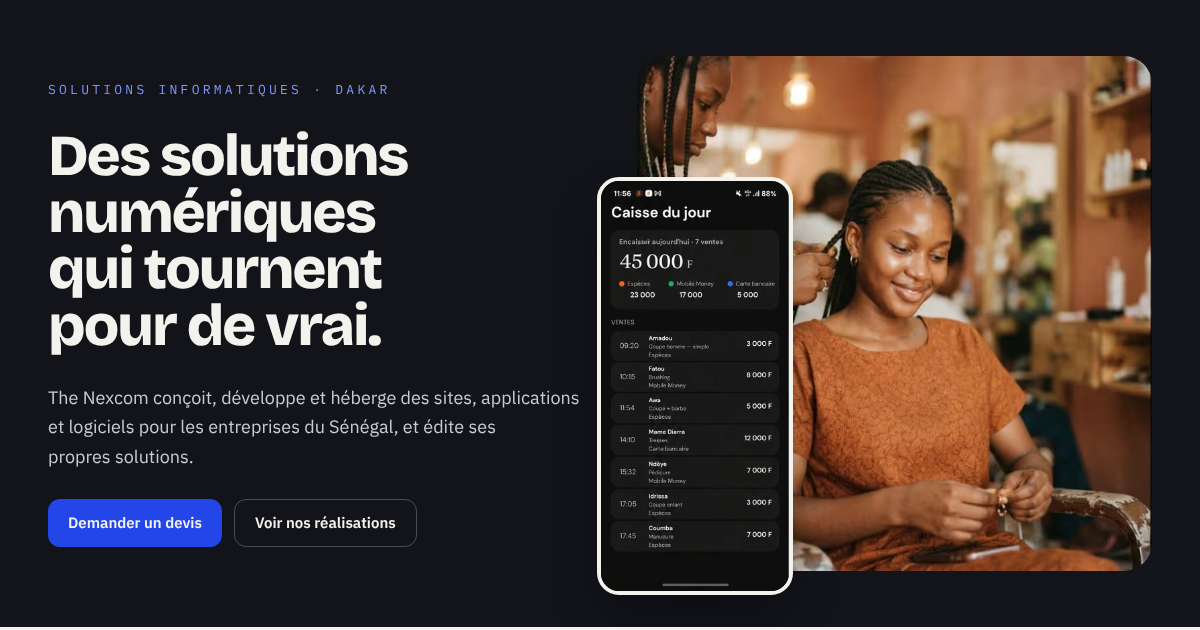 SOLUTIONS INFORMATIQUES · DAKAR
Des solutions
numériques
qui tournent
pour de vrai.
The Nexcom conçoit, développe et héberge des sites, applications
et logiciels pour les entreprises du Sénégal, et édite ses
propres solutions.
Demander un devis
Voir nos réalisations
11:56
88%
Caisse du jour
Encaissé aujourd'hui · 7 ventes
45 000 F
Espèces Mobile Money Carte bancaire
23 000 17 000 5 000
VENTES
09:20 Amadou 3 000 F
Coupe homme — simple
Espèces
10:15 Fatou 8 000 F
Brushing
Mobile Money
11:54 Awa 5 000 F
Coupe + barbe
Espèces
14:10 Mame Diarra 12 000 F
Tresses
Carte bancaire
15:32 Ndèye 7 000 F
Pédicure
Mobile Money
17:05 Idrissa 3 000 F
Coupe enfant
Espèces
17:45 Coumba 7 000 F
Manucure
Espèces